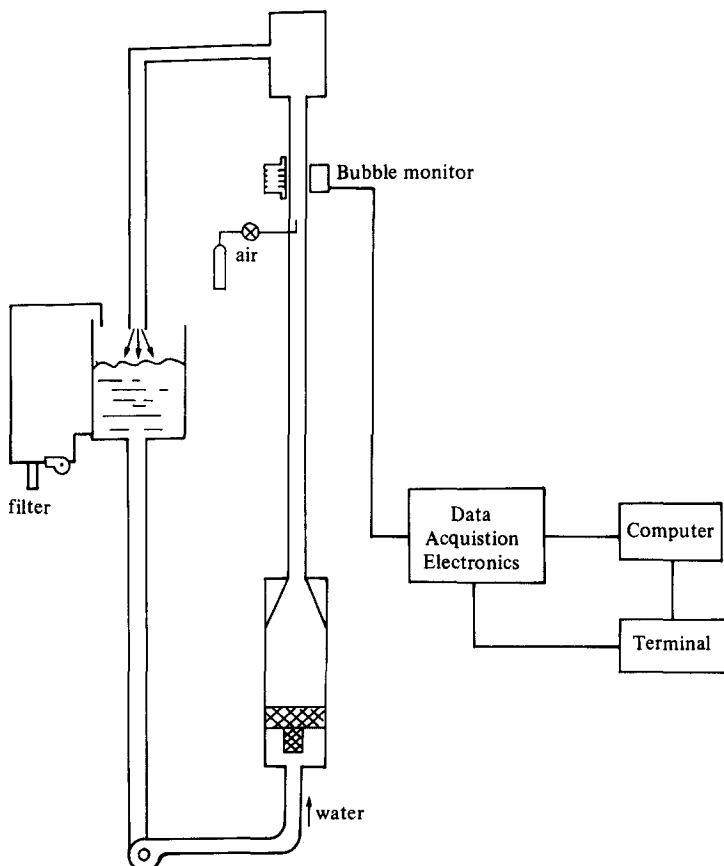 Bubble monitor
air
filter
Data
Acquistion
Electronics
Computer
Terminal
water